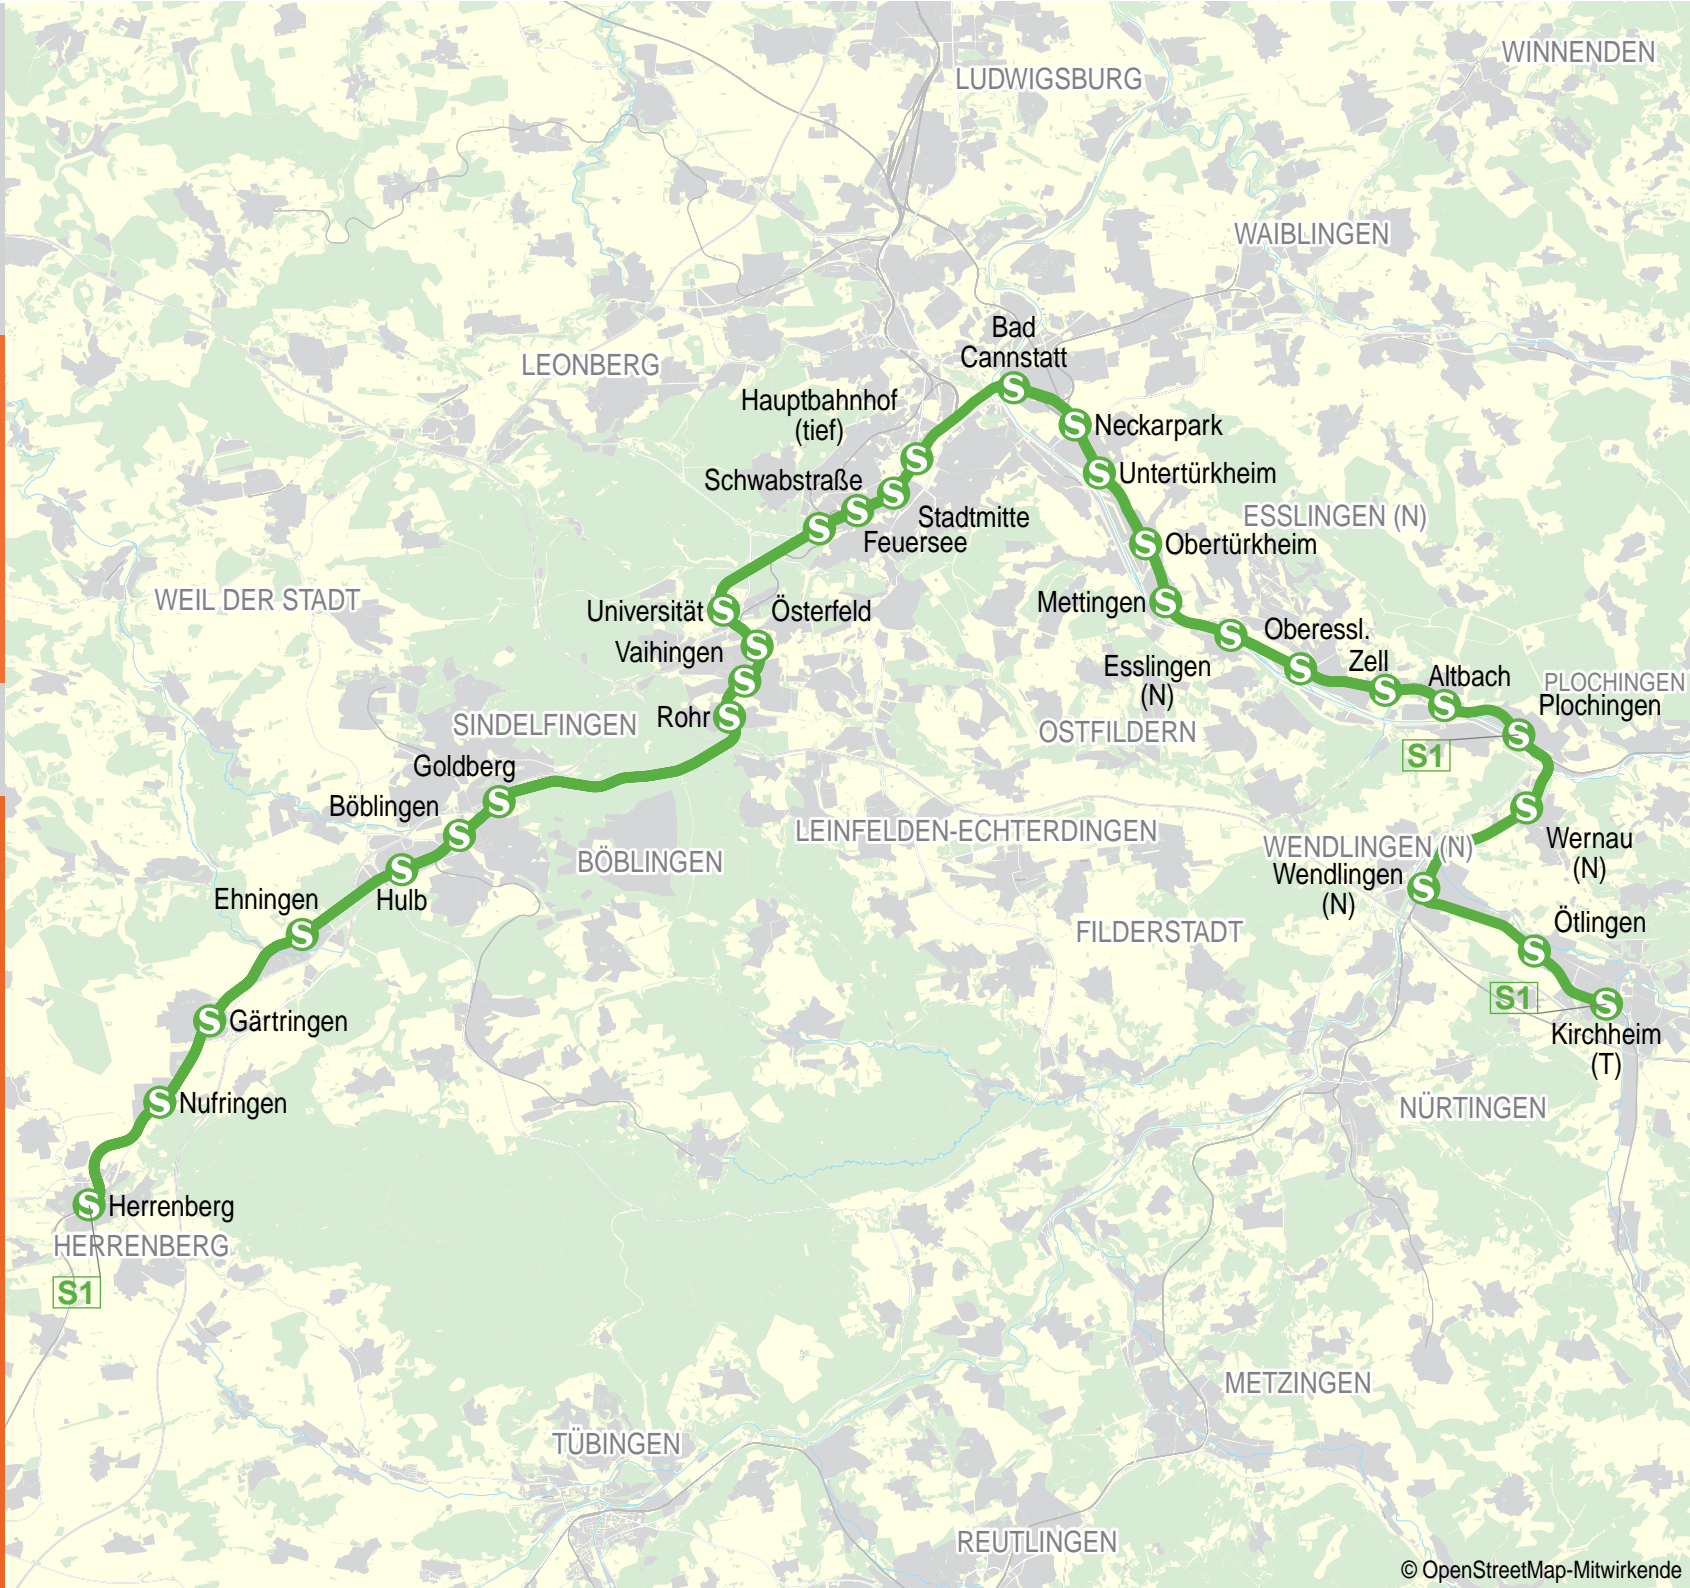 WINNENDEN
LUDWIGSBURG
WAIBLINGEN
Bad
Cannstatt
LEONBERG
Hauptbahnhof
(tief)
Neckarpark
Schwabstraße
Untertürkheim
Stadtmitte
ESSLINGEN (N)
Feuersee
Obertürkheim
WEIL DER STADT
Universität
Österfeld
Mettingen
Oberessl.
Vaihingen
Zell
Esslingen
(N)
Altbach
PLOCHINGEN
Plochingen
Rohr
SINDELFINGEN
OSTFILDERN
S1
Goldberg
Böblingen
LEINFELDEN-ECHTERDINGEN
WENDLINGEN (N)
Wernau
(N)
BÖBLINGEN
Wendlingen
(N)
Ehningen
Hulb
Ötlingen
FILDERSTADT
S1
Gärtringen
Kirchheim
(T)
Nufringen
NÜRTINGEN
Herrenberg
HERRENBERG
S1
METZINGEN
TÜBINGEN
REUTLINGEN
© OpenStreetMap-Mitwirkende